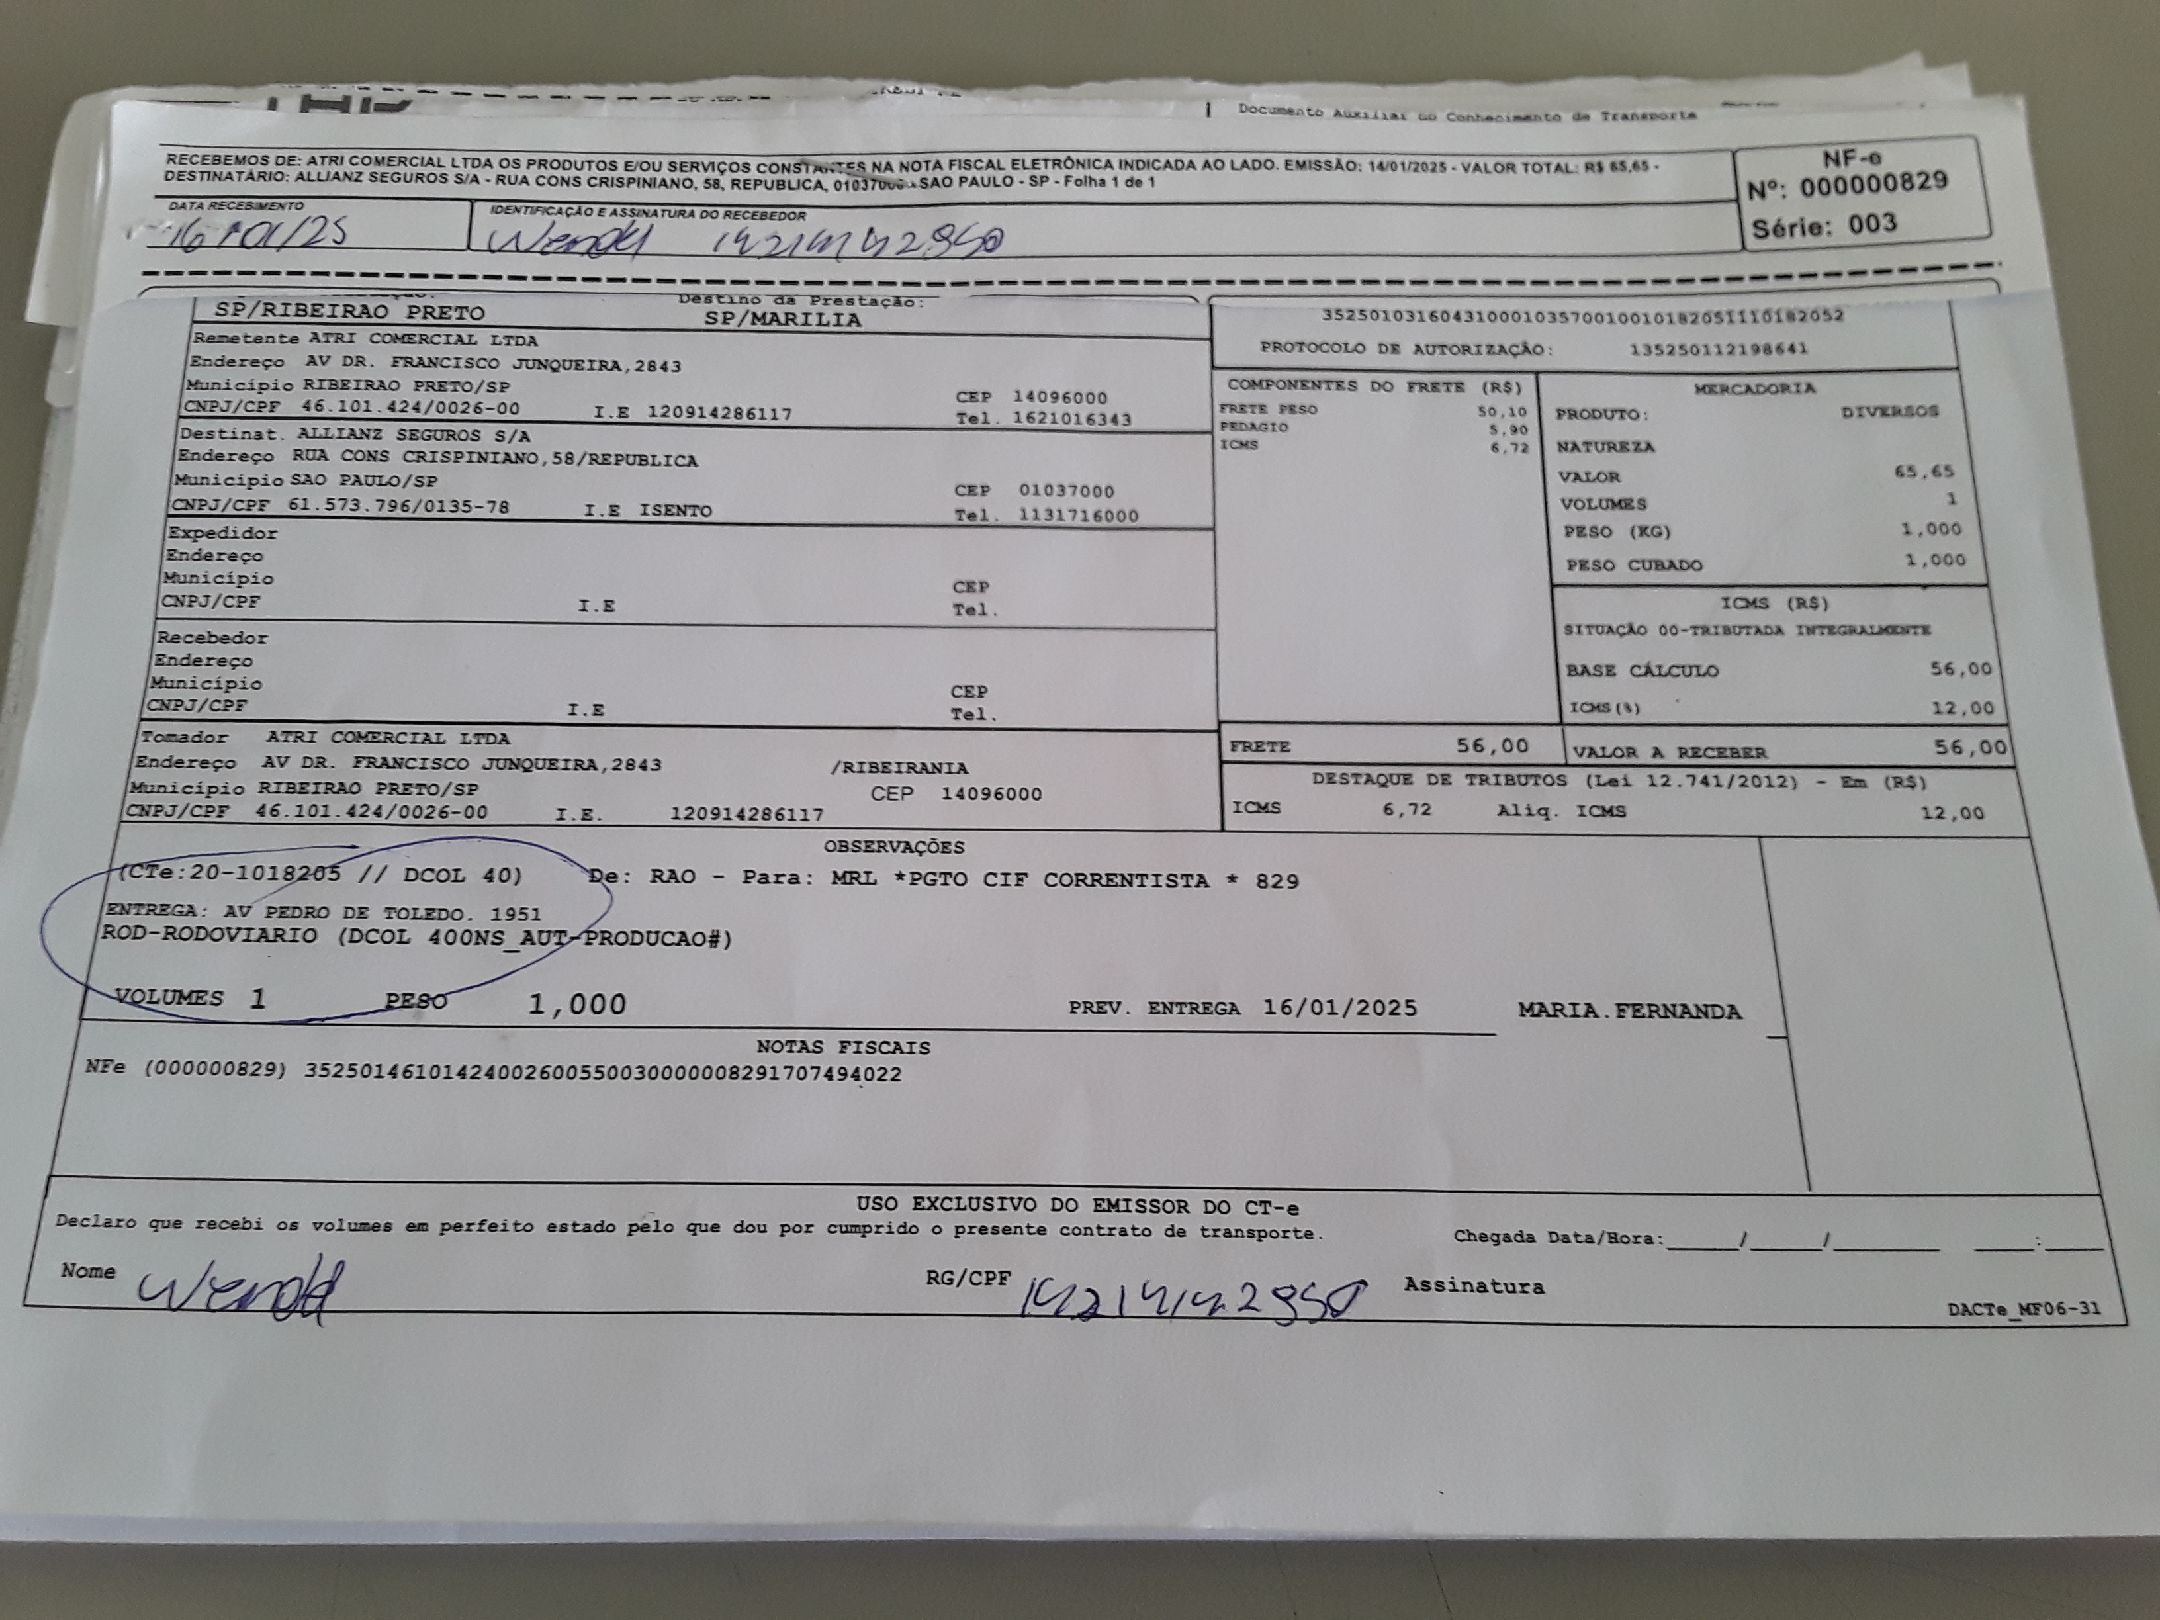 Documento Auxiliar do Conhecimento de Transporte
RECEBEMOS DE: ATRI COMERCIAL LTDA OS PRODUTOS E/OU SERVIÇOS CONSTANTES NA NOTA FISCAL ELETRÔNICA INDICADA AO LADO. EMISSÃO: 14/01/2025 - VALOR TOTAL: R$ 65,65 -
DESTINATÁRIO: ALLIANZ SEGUROS S/A - RUA CONS CRISPINIANO, 58, REPUBLICA, SAO PAULO - SP - Folha 1 de 1
NF-e
Nº: 000000829
Série: 003
DATA RECEBIMENTO
16/01/25
IDENTIFICAÇÃO E ASSINATURA DO RECEBEDOR
Destino da Prestação:
SP/RIBEIRAO PRETO SP/MARILIA
Remetente ATRI COMERCIAL LTDA
Endereço AV DR. FRANCISCO JUNQUEIRA,2843
Município RIBEIRAO PRETO/SP CEP 14096000
CNPJ/CPF 46.101.424/0026-00 I.E 120914286117 Tel. 1621016343
Destinat. ALLIANZ SEGUROS S/A
Endereço RUA CONS CRISPINIANO,58/REPUBLICA
Município SAO PAULO/SP CEP 01037000
CNPJ/CPF 61.573.796/0135-78 I.E ISENTO Tel. 1131716000
Expedidor
Endereço
Município CEP
CNPJ/CPF I.E Tel.
Recebedor
Endereço
Município CEP
CNPJ/CPF I.E Tel.
Tomador ATRI COMERCIAL LTDA
Endereço AV DR. FRANCISCO JUNQUEIRA,2843 /RIBEIRANIA
Município RIBEIRAO PRETO/SP CEP 14096000
CNPJ/CPF 46.101.424/0026-00 I.E. 120914286117
35250103160431000103570010010182051110182052
PROTOCOLO DE AUTORIZAÇÃO: 135250112198641
COMPONENTES DO FRETE (R$)
FRETE PESO 50,10
PEDAGIO 5,90
ICMS 6,72
MERCADORIA
PRODUTO: DIVERSOS
NATUREZA
VALOR 65,65
VOLUMES 1
PESO (KG) 1,000
PESO CUBADO 1,000
ICMS (R$)
SITUAÇÃO 00-TRIBUTADA INTEGRALMENTE
BASE CÁLCULO 56,00
ICMS(%) 12,00
FRETE 56,00 VALOR A RECEBER 56,00
DESTAQUE DE TRIBUTOS (Lei 12.741/2012) - Em (R$)
ICMS 6,72 Aliq. ICMS 12,00
OBSERVAÇÕES
(CTe:20-1018205 // DCOL 40) De: RAO - Para: MRL *PGTO CIF CORRENTISTA * 829
ENTREGA: AV PEDRO DE TOLEDO. 1951
ROD-RODOVIARIO (DCOL 400NS_AUT-PRODUCAO#)
VOLUMES 1 PESO 1,000 PREV. ENTREGA 16/01/2025 MARIA.FERNANDA
NOTAS FISCAIS
NFe (000000829) 35250146101424002600550030000008291707494022
USO EXCLUSIVO DO EMISSOR DO CT-e
Declaro que recebi os volumes em perfeito estado pelo que dou por cumprido o presente contrato de transporte.
Chegada Data/Hora:_____/_____/_______ ____:____
Nome RG/CPF Assinatura
DACTe_MF06-31